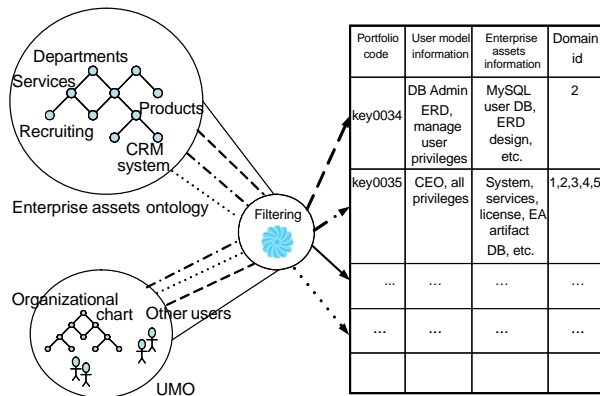 Departments
Services
Products
Recruiting
CRM
system
Enterprise assets ontology
Filtering
Organizational
chart
Other users
UMO
Portfolio
code
User model
information
Enterprise
assets
information
Domain
id
key0034
DB Admin
ERD,
manage
user
privileges
MySQL
user DB,
ERD
design,
etc.
2
key0035
CEO, all
privileges
System,
services,
license, EA
artifact
DB, etc.
1,2,3,4,5
... ... ... ...
... ... ... ...